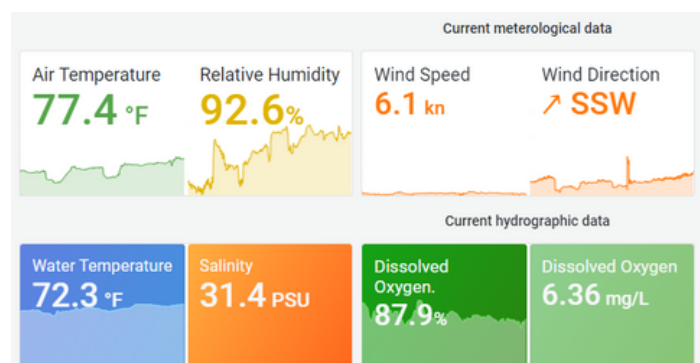 Current meterological data
Air Temperature
77.4 °F
Relative Humidity
92.6%
Wind Speed
6.1 kn
Wind Direction
↗ SSW
Current hydrographic data
Water Temperature
72.3 °F
Salinity
31.4 PSU
Dissolved
Oxygen.
87.9%
Dissolved Oxygen
6.36 mg/L